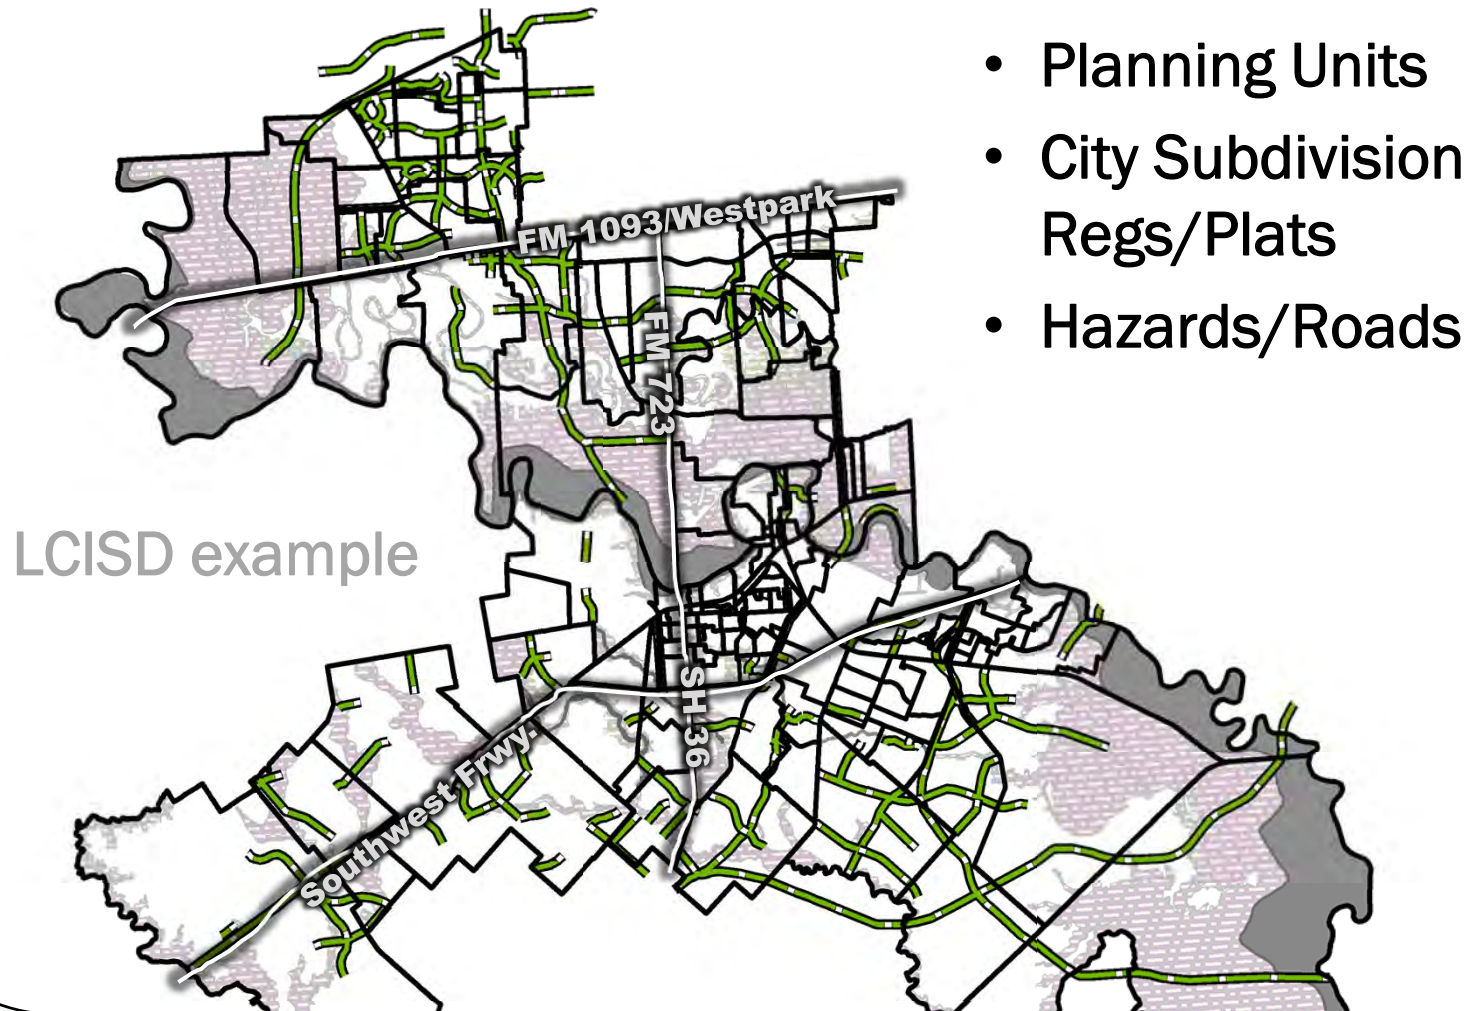 • Planning Units
• City Subdivision
Regs/Plats
• Hazards/Roads
FM 1093/Westpark
FM 723
LCISD example
SH 36
Southwest Frwy.